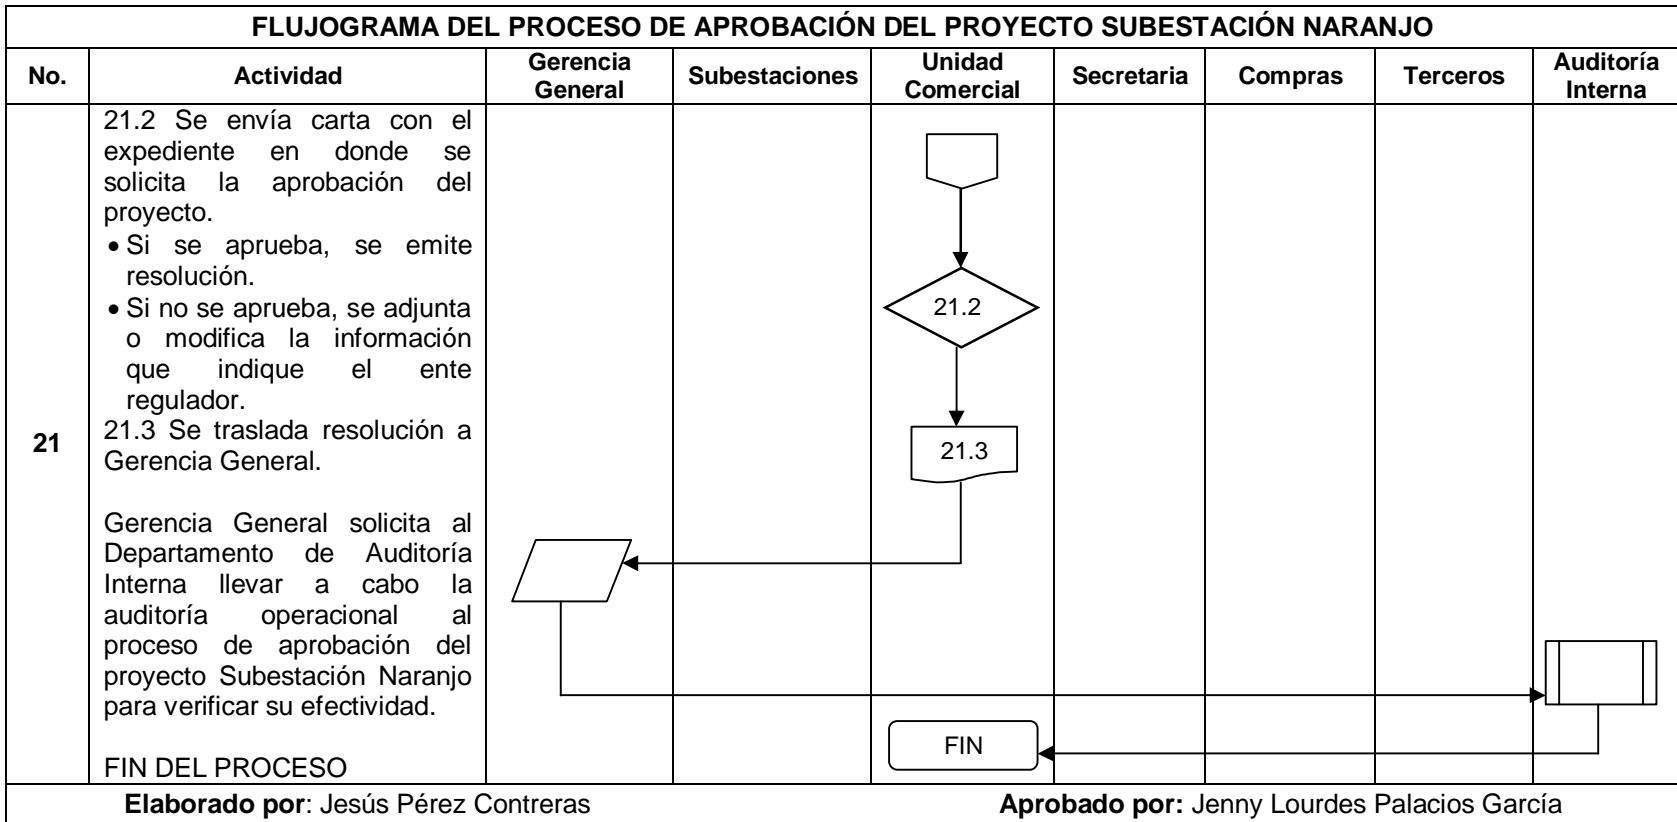 FLUJOGRAMA DEL PROCESO DE APROBACIÓN DEL PROYECTO SUBESTACIÓN NARANJO
No.
Actividad
Gerencia
General
Subestaciones
Unidad
Comercial
Secretaria
Compras
Terceros
Auditoría
Interna
21
21.2 Se envía carta con el
expediente en donde se
solicita la aprobación del
proyecto.
• Si se aprueba, se emite
resolución.
• Si no se aprueba, se adjunta
o modifica la información
que indique el ente
regulador.
21.3 Se traslada resolución a
Gerencia General.
Gerencia General solicita al
Departamento de Auditoría
Interna llevar a cabo la
auditoría operacional al
proceso de aprobación del
proyecto Subestación Naranjo
para verificar su efectividad.
FIN DEL PROCESO
21.2
21.3
FIN
Elaborado por: Jesús Pérez Contreras
Aprobado por: Jenny Lourdes Palacios García